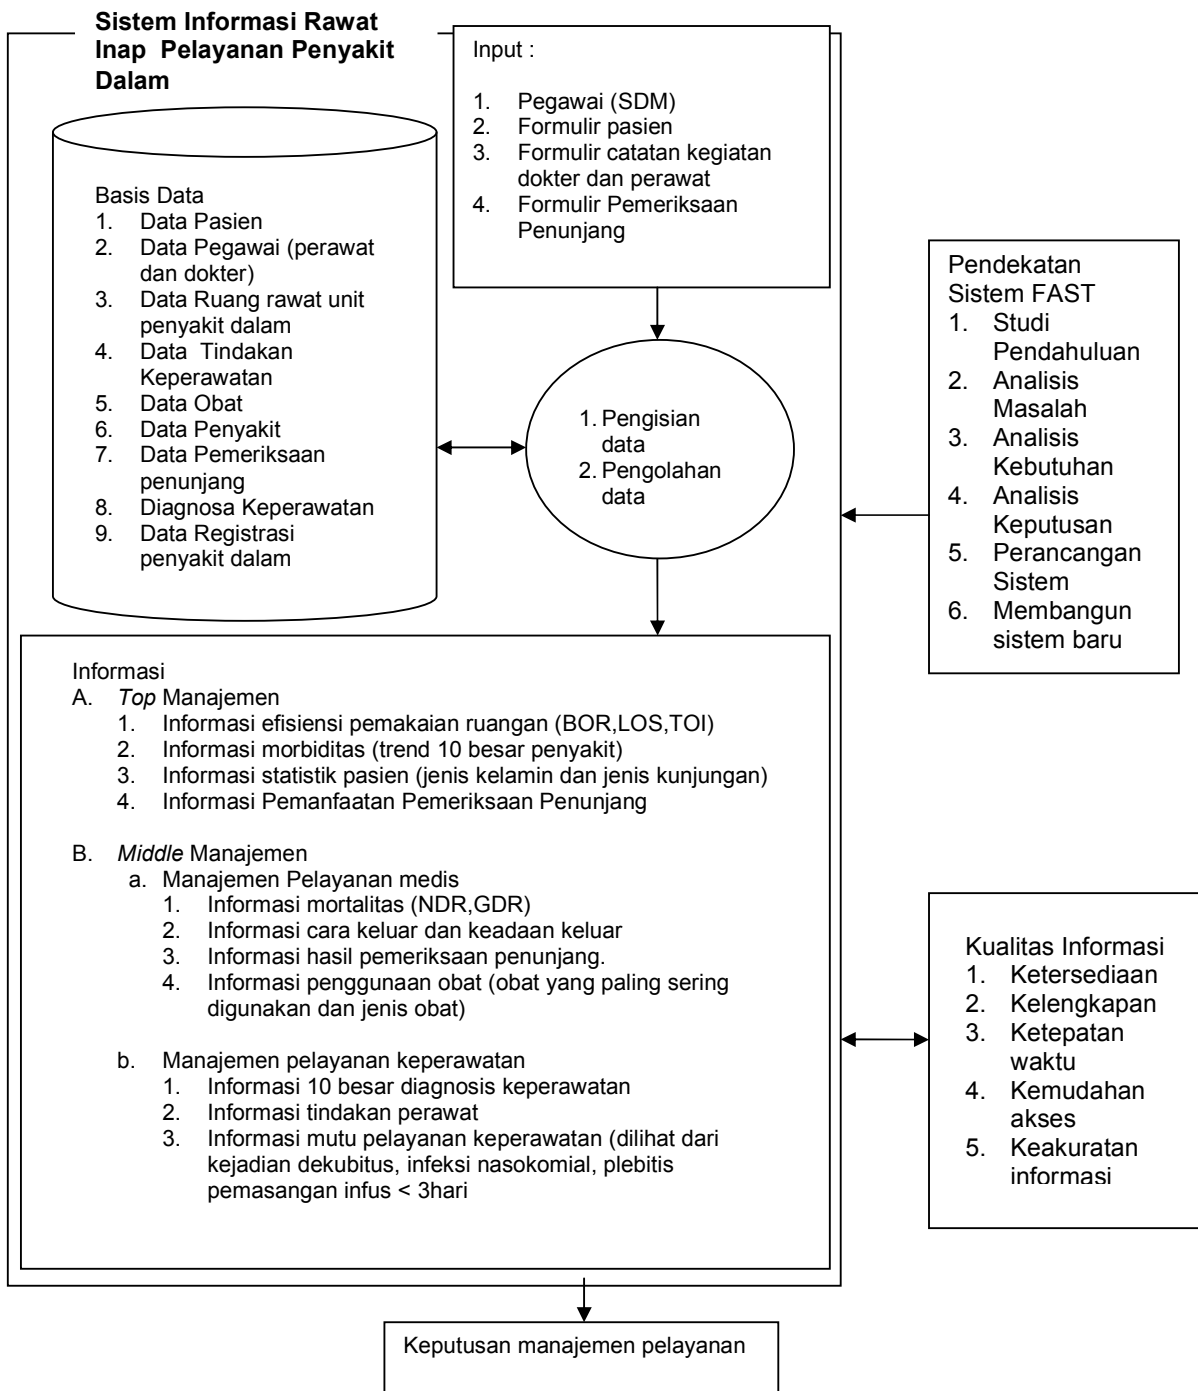 Sistem Informasi Rawat
Inap Pelayanan Penyakit
Dalam
Input :
1. Pegawai (SDM)
2. Formulir pasien
3. Formulir catatan kegiatan
dokter dan perawat
4. Formulir Pemeriksaan
Penunjang
Basis Data
1. Data Pasien
2. Data Pegawai (perawat
dan dokter)
3. Data Ruang rawat unit
penyakit dalam
4. Data Tindakan
Keperawatan
5. Data Obat
6. Data Penyakit
7. Data Pemeriksaan
penunjang
8. Diagnosa Keperawatan
9. Data Registrasi
penyakit dalam
1. Pengisian
data
2. Pengolahan
data
Pendekatan
Sistem FAST
1. Studi
Pendahuluan
2. Analisis
Masalah
3. Analisis
Kebutuhan
4. Analisis
Keputusan
5. Perancangan
Sistem
6. Membangun
sistem baru
Informasi
A. Top Manajemen
1. Informasi efisiensi pemakaian ruangan (BOR,LOS,TOI)
2. Informasi morbiditas (trend 10 besar penyakit)
3. Informasi statistik pasien (jenis kelamin dan jenis kunjungan)
4. Informasi Pemanfaatan Pemeriksaan Penunjang
B. Middle Manajemen
a. Manajemen Pelayanan medis
1. Informasi mortalitas (NDR,GDR)
2. Informasi cara keluar dan keadaan keluar
3. Informasi hasil pemeriksaan penunjang.
4. Informasi penggunaan obat (obat yang paling sering
digunakan dan jenis obat)
b. Manajemen pelayanan keperawatan
1. Informasi 10 besar diagnosis keperawatan
2. Informasi tindakan perawat
3. Informasi mutu pelayanan keperawatan (dilihat dari
kejadian dekubitus, infeksi nasokomial, plebitis
pemasangan infus < 3hari
Kualitas Informasi
1. Ketersediaan
2. Kelengkapan
3. Ketepatan
waktu
4. Kemudahan
akses
5. Keakuratan
informasi
Keputusan manajemen pelayanan